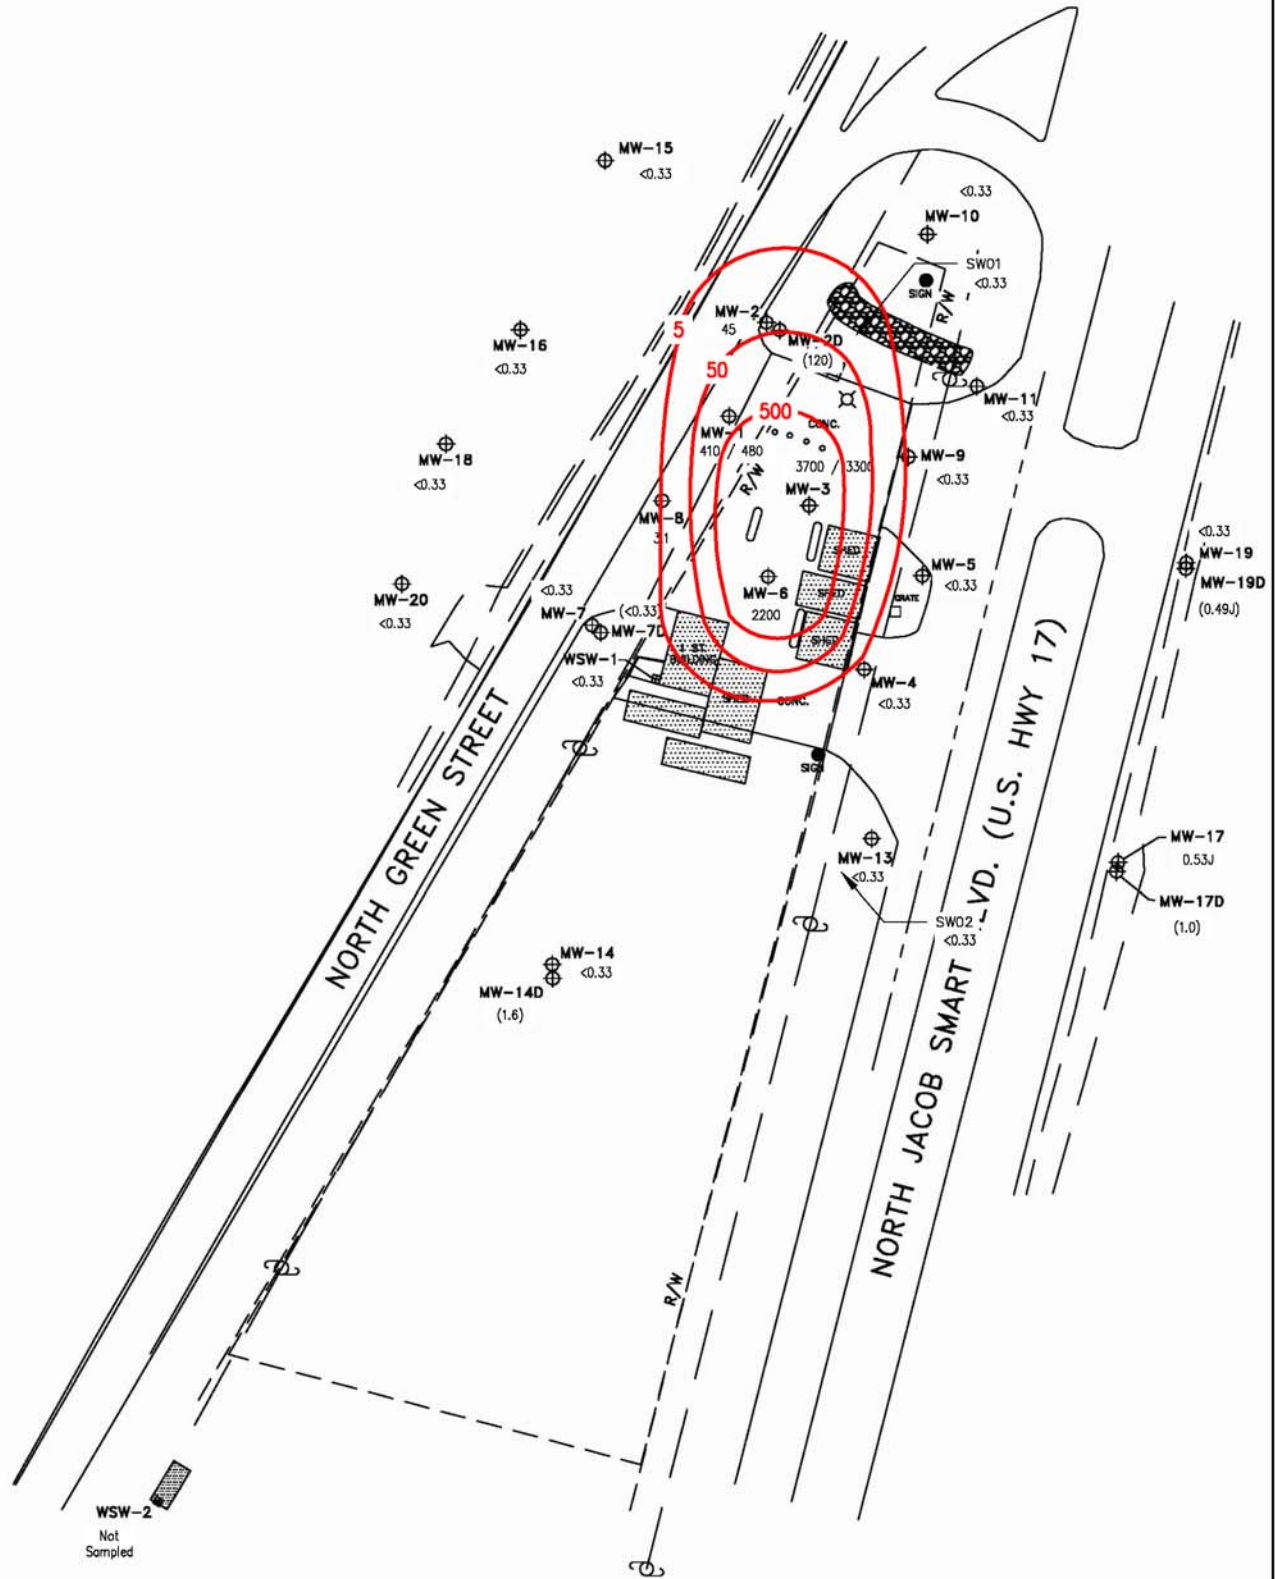 MW-15
<0.33
<0.33
MW-10
SW01
<0.33
SIGN
R/W
MW-2
45
5
MW-2D
(120)
MW-16
<0.33
50
MW-11
<0.33
500
CONC.
MW-1
410
480
3700
3300
R/W
MW-3
MW-9
<0.33
MW-18
<0.33
MW-8
31
SHED
<0.33
MW-19
MW-19D
(0.49J)
MW-5
<0.33
MW-20
<0.33
<0.33
MW-6
2200
SHED
GRATE
MW-7
(<0.33)
MW-7D
SHED
1 ST.
BUILDING
WSW-1
<0.33
MW-4
<0.33
SHED
CONC.
SIGN
NORTH GREEN STREET
MW-13
<0.33
MW-17
0.53J
MW-17D
(1.0)
SW02
<0.33
MW-14
<0.33
MW-14D
(1.6)
NORTH JACOB SMART VD. (U.S. HWY 17)
R/W
WSW-2
Not
Sampled